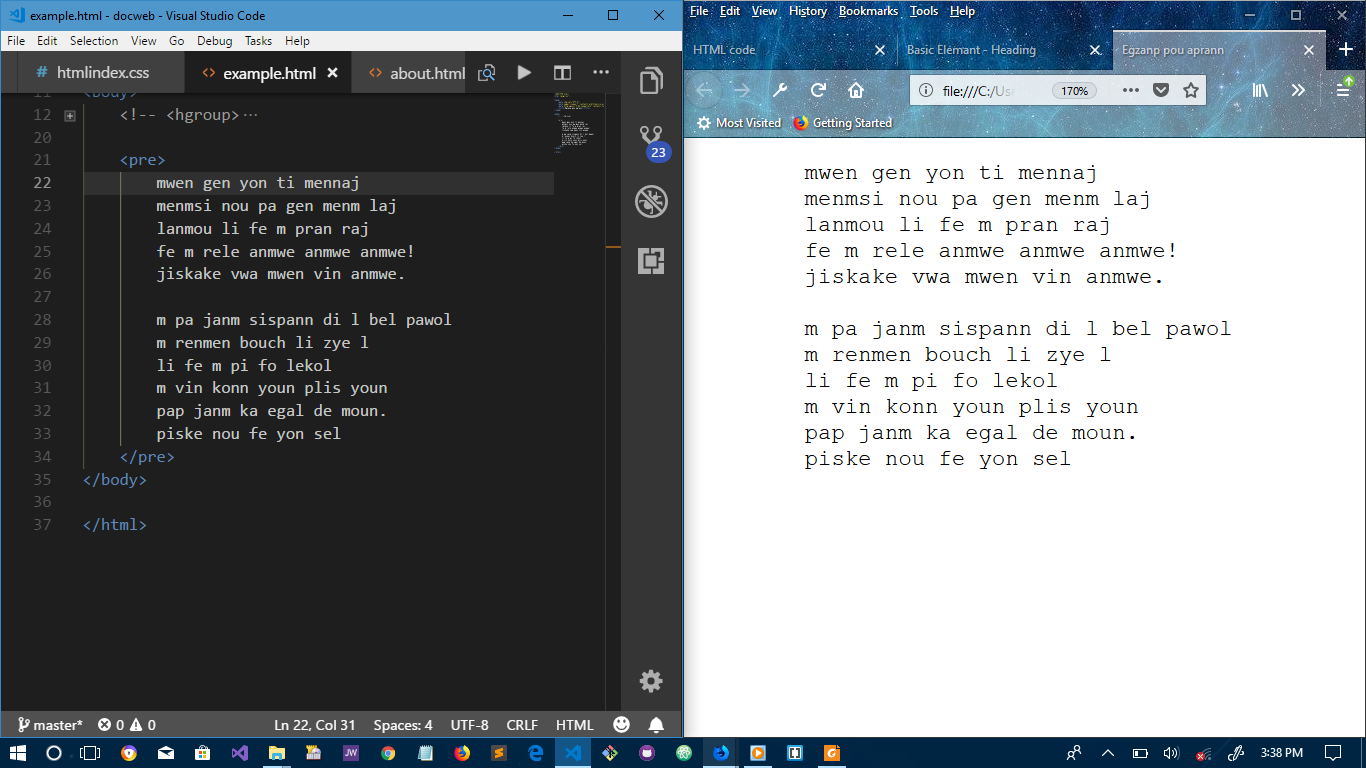 example.html - docweb - Visual Studio Code
File Edit Selection View Go Debug Tasks Help
# htmlindex.css <> example.html <> about.html
11 <body>
12 <!-- <hgroup>⋯
20
21 <pre>
22 mwen gen yon ti mennaj
23 menmsi nou pa gen menm laj
24 lanmou li fe m pran raj
25 fe m rele anmwe anmwe anmwe!
26 jiskake vwa mwen vin anmwe.
27
28 m pa janm sispann di l bel pawol
29 m renmen bouch li zye l
30 li fe m pi fo lekol
31 m vin konn youn plis youn
32 pap janm ka egal de moun.
33 piske nou fe yon sel
34 </pre>
35 </body>
36
37 </html>
23
master* 0 0 Ln 22, Col 31 Spaces: 4 UTF-8 CRLF HTML
File Edit View History Bookmarks Tools Help
HTML code Basic Elemant - Heading Egzanp pou aprann
file:///C:/Use 170%
Most Visited Getting Started
mwen gen yon ti mennaj
menmsi nou pa gen menm laj
lanmou li fe m pran raj
fe m rele anmwe anmwe anmwe!
jiskake vwa mwen vin anmwe.
m pa janm sispann di l bel pawol
m renmen bouch li zye l
li fe m pi fo lekol
m vin konn youn plis youn
pap janm ka egal de moun.
piske nou fe yon sel
JW
3:38 PM